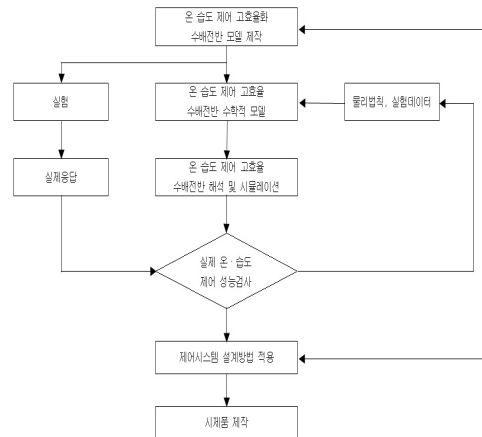 온 습도 제어 고효율화
수배전반 모델 제작
실험
온 습도 제어 고효율
수배전반 수학적 모델
물리법칙, 실험데이터
실제응답
온 습도 제어 고효율
수배전반 해석 및 시뮬레이션
실제 온·습도
제어 성능검사
제어시스템 설계방법 적용
시제품 제작